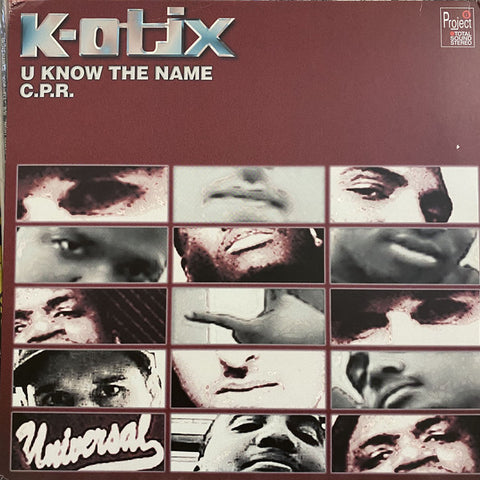 K-otix
U KNOW THE NAME
C.P.R.
Project
TOTAL
SOUND
STEREO
Universal